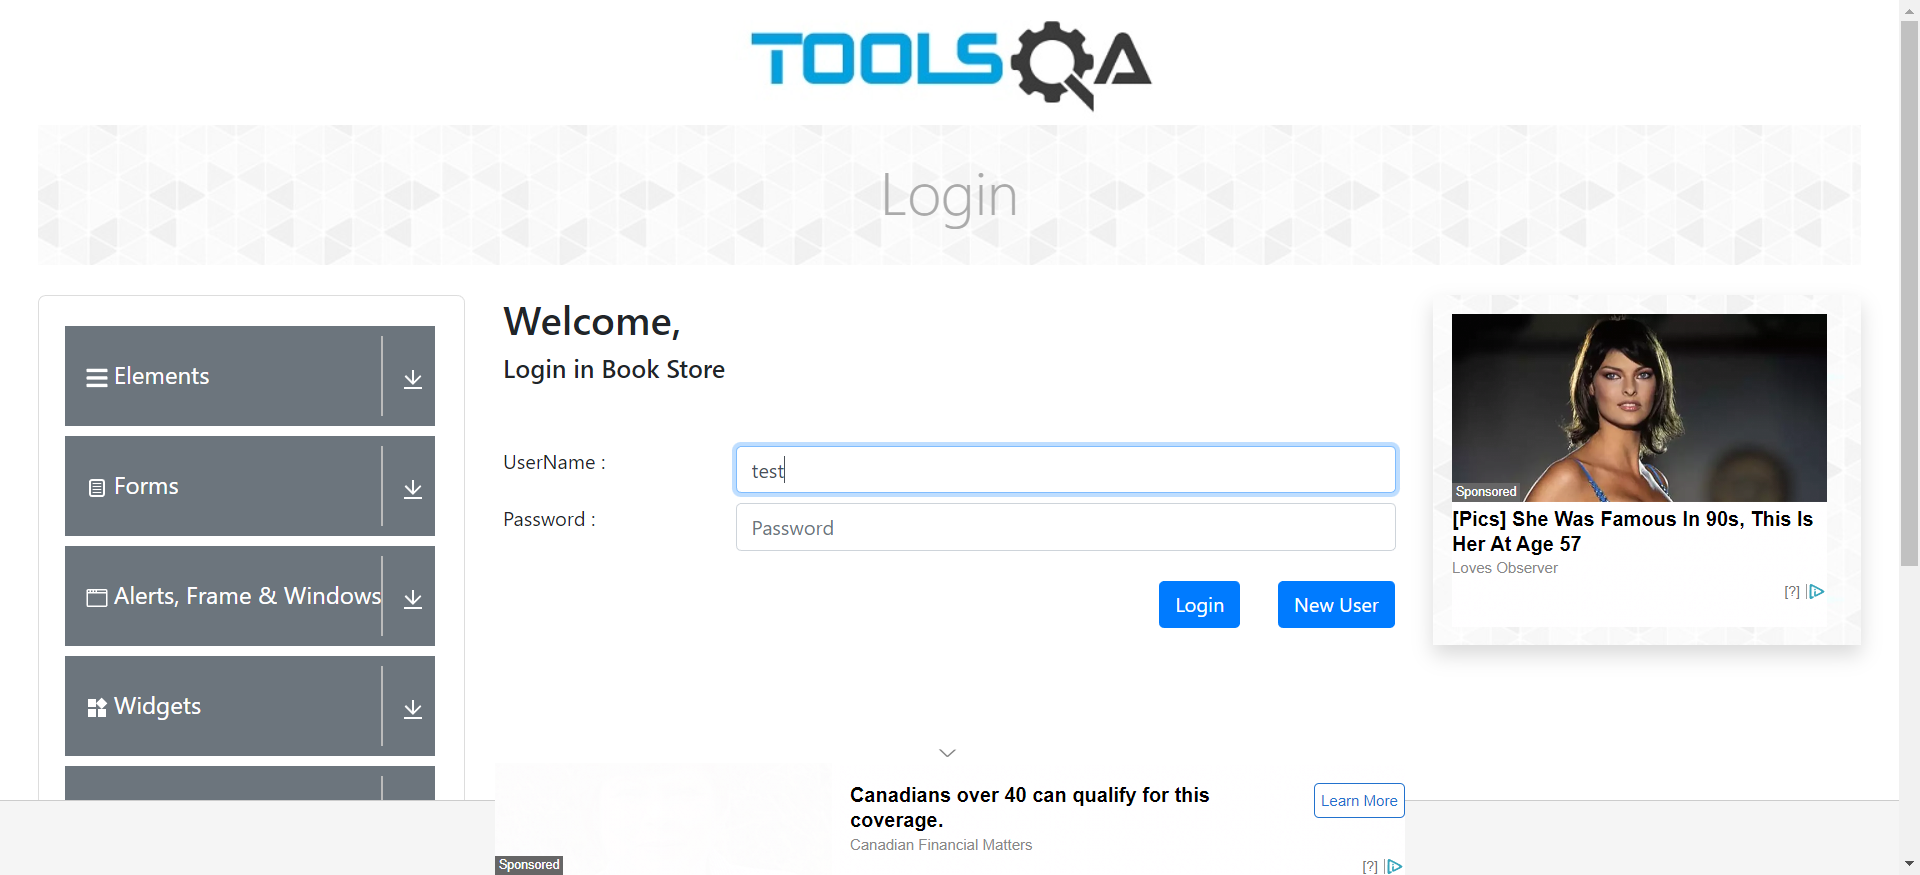 TOOLSQA
Login
Elements
Forms
Alerts, Frame & Windows
Widgets
Welcome,
Login in Book Store
UserName :
test
Password :
Password
Login
New User
Sponsored
[Pics] She Was Famous In 90s, This Is
Her At Age 57
Loves Observer
[?]
Canadians over 40 can qualify for this
coverage.
Canadian Financial Matters
Learn More
Sponsored
[?]